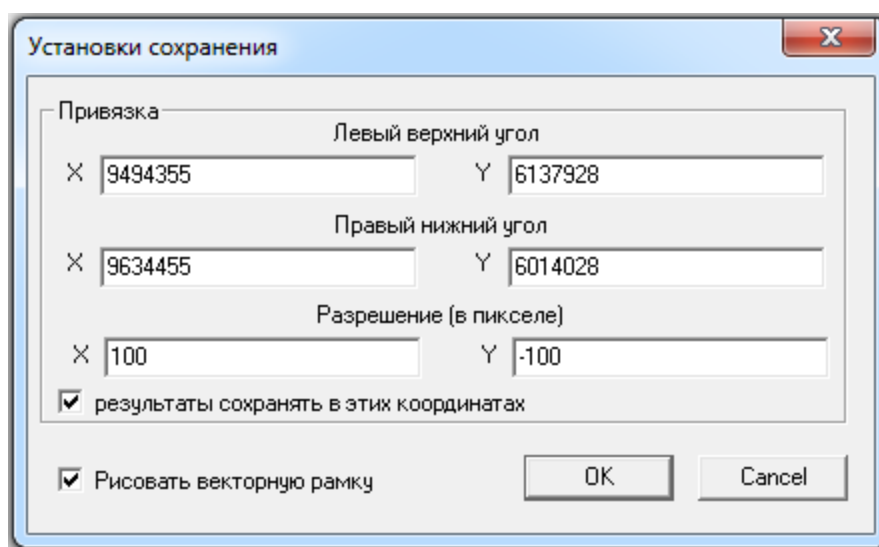 Установки сохранения
Привязка
Левый верхний угол
X 9494355 Y 6137928
Правый нижний угол
X 9634455 Y 6014028
Разрешение (в пикселе)
X 100 Y -100
результаты сохранять в этих координатах
Рисовать векторную рамку OK Cancel